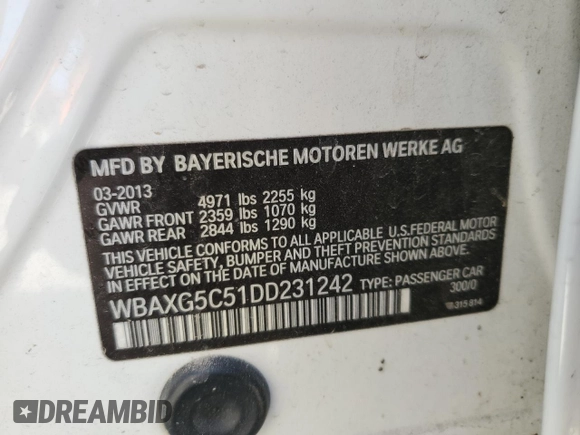 MFD BY BAYERISCHE MOTOREN WERKE AG
03-2013
GVWR 4971 lbs 2255 kg
GAWR FRONT 2359 lbs 1070 kg
GAWR REAR 2844 lbs 1290 kg
THIS VEHICLE CONFORMS TO ALL APPLICABLE U.S.FEDERAL MOTOR
VEHICLE SAFETY, BUMPER, AND THEFT PREVENTION STANDARDS
IN EFFECT ON THE DATE OF MANUFACTURE SHOWN ABOVE.
WBAXG5C51DD231242 TYPE: PASSENGER CAR
300/0
DREAMBID